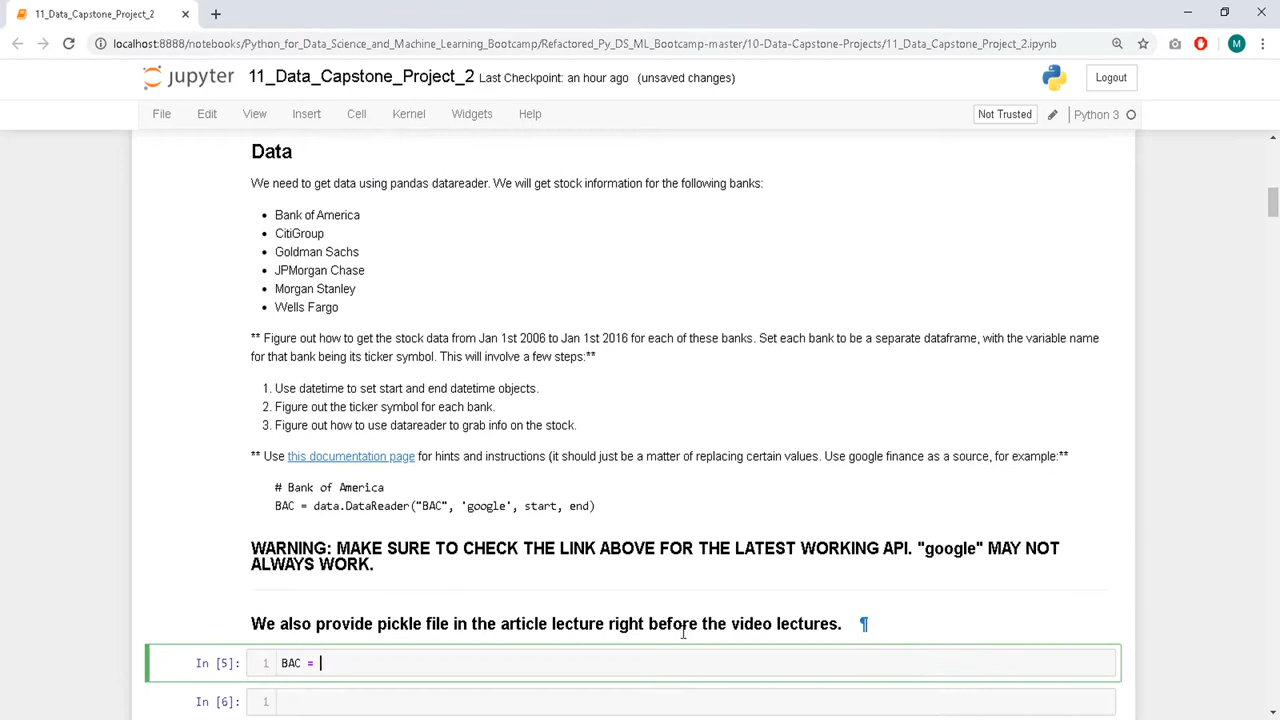 11_Data_Capstone_Project_2
localhost:8888/notebooks/Python_for_Data_Science_and_Machine_Learning_Bootcamp/Refactored_Py_DS_ML_Bootcamp-master/10-Data-Capstone-Projects/11_Data_Capstone_Project_2.ipynb
M
jupyter 11_Data_Capstone_Project_2 Last Checkpoint: an hour ago (unsaved changes) Logout
File Edit View Insert Cell Kernel Widgets Help Not Trusted Python 3
Data
We need to get data using pandas datareader. We will get stock information for the following banks:
• Bank of America
• CitiGroup
• Goldman Sachs
• JPMorgan Chase
• Morgan Stanley
• Wells Fargo
** Figure out how to get the stock data from Jan 1st 2006 to Jan 1st 2016 for each of these banks. Set each bank to be a separate dataframe, with the variable name
for that bank being its ticker symbol. This will involve a few steps:**
1. Use datetime to set start and end datetime objects.
2. Figure out the ticker symbol for each bank.
3. Figure out how to use datareader to grab info on the stock.
** Use this documentation page for hints and instructions (it should just be a matter of replacing certain values. Use google finance as a source, for example:**
# Bank of America
BAC = data.DataReader("BAC", 'google', start, end)
WARNING: MAKE SURE TO CHECK THE LINK ABOVE FOR THE LATEST WORKING API. "google" MAY NOT
ALWAYS WORK.
We also provide pickle file in the article lecture right before the video lectures. ¶
In [5]: 1 BAC =
In [6]: 1